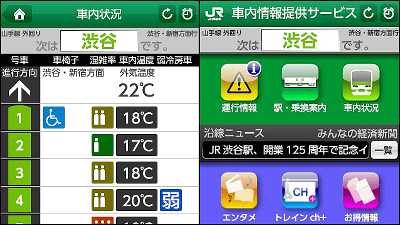 車内状況
山手線 外回り 渋谷・新宿方面行
次は 渋谷 です。
号車 車椅子 混雑率 車内温度 弱冷房車
進行方向 渋谷・新宿方面 外気温度
22℃
1 18℃
2 17℃
3 18℃
4 20℃ 弱
JR 車内情報提供サービス
山手線 外回り 渋谷・新宿方面行
次は 渋谷 です。
運行情報 駅・乗換案内 車内状況
沿線ニュース みんなの経済新聞
JR 渋谷駅、開業 125 周年で記念イ 一覧
CH+
エンタメ トレイン ch+ お得情報